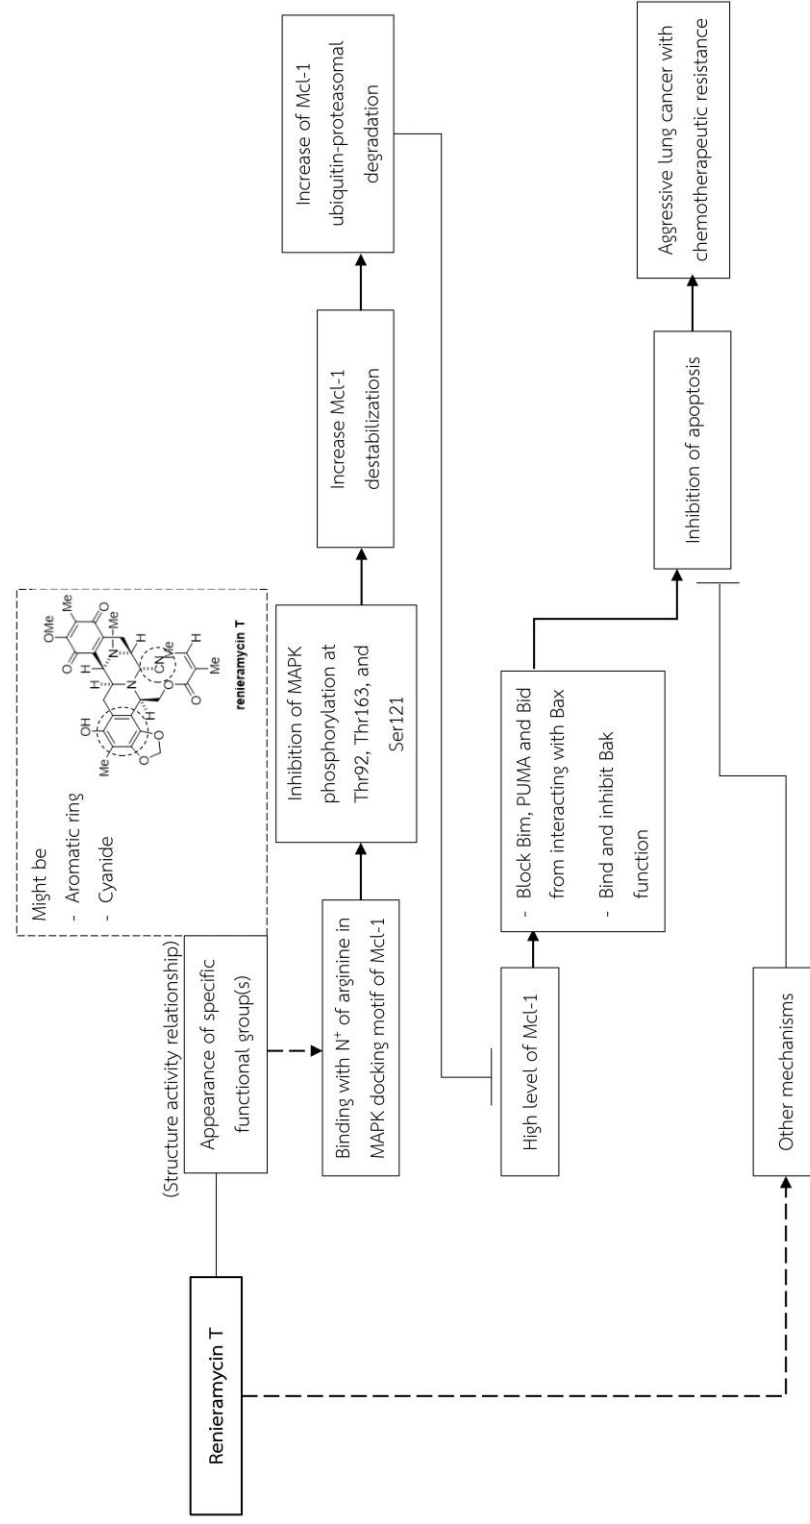 Renieramycin T
(Structure activity relationship)
Appearance of specific
functional group(s)
Might be
- Aromatic ring
- Cyanide
OMe
Me
O
O
N
Me
H
H
H
OH
Me
O
O
N
H
CN
O
O
Me
H
Me
renieramycin T
Binding with N⁺ of arginine in
MAPK docking motif of Mcl-1
Inhibition of MAPK
phosphorylation at
Thr92, Thr163, and
Ser121
Increase Mcl-1
destabilization
Increase of Mcl-1
ubiquitin-proteasomal
degradation
High level of Mcl-1
- Block Bim, PUMA and Bid
from interacting with Bax
- Bind and inhibit Bak
function
Inhibition of apoptosis
Aggressive lung cancer with
chemotherapeutic resistance
Other mechanisms